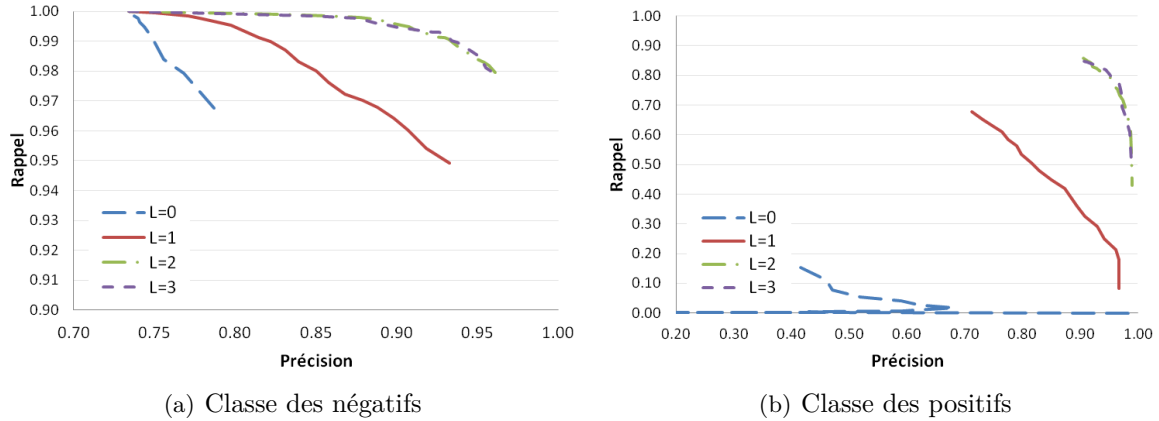 1.00
0.99
0.98
0.97
0.96
0.95
0.94
0.93
0.92
0.91
0.90
Rappel
L=0
L=1
L=2
L=3
0.70 0.75 0.80 0.85 0.90 0.95 1.00
Précision
(a) Classe des négatifs
1.00
0.90
0.80
0.70
0.60
0.50
0.40
0.30
0.20
0.10
0.00
Rappel
L=0
L=1
L=2
L=3
0.20 0.30 0.40 0.50 0.60 0.70 0.80 0.90 1.00
Précision
(b) Classe des positifs